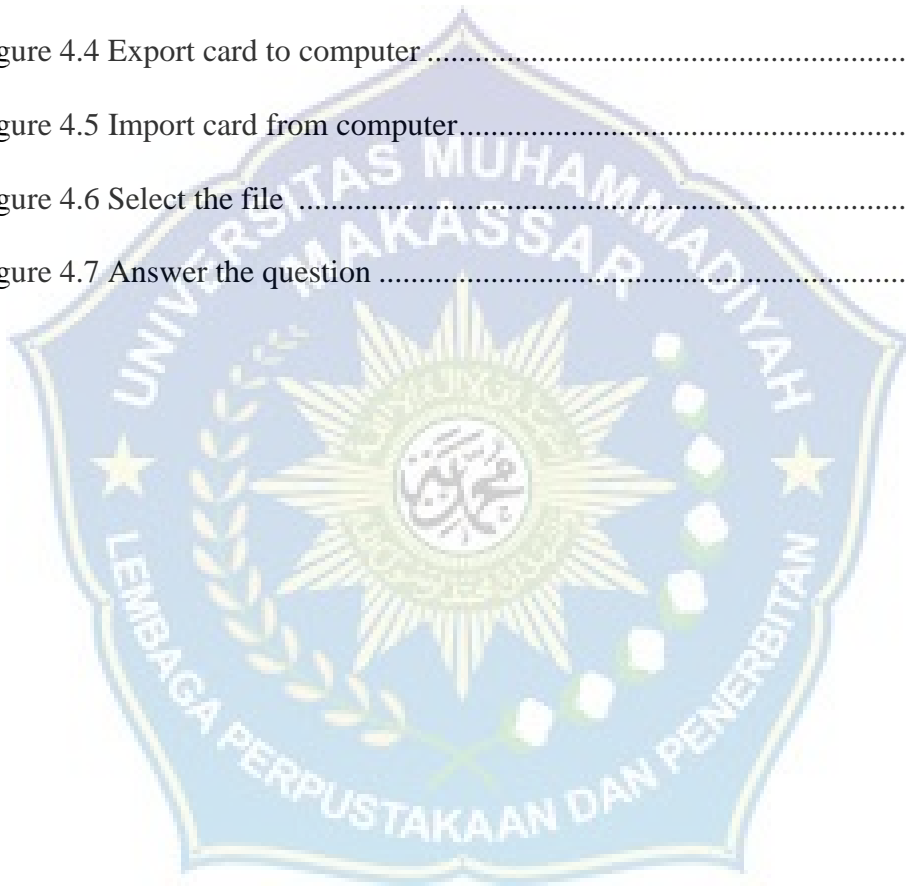 gure 4.4 Export card to computer ........................................................
gure 4.5 Import card from computer....................................................
gure 4.6 Select the file ........................................................................
gure 4.7 Answer the question ..............................................................
UNIVERSITAS MUHAMMADIYAH
MAKASSAR
محمدية
LEMBAGA PERPUSTAKAAN DAN PENERBITAN